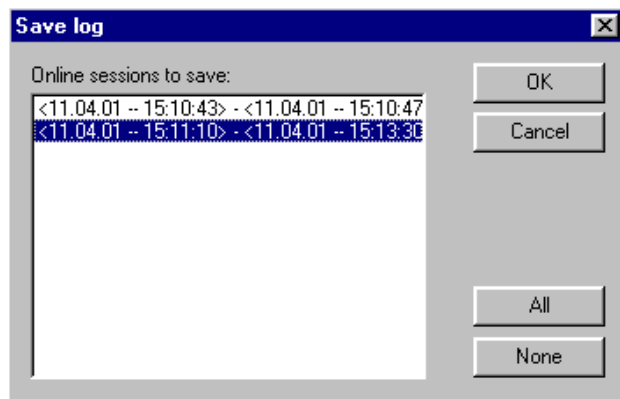 Save log
Online sessions to save:
<11.04.01 -- 15:10:43> - <11.04.01 -- 15:10:47
<11.04.01 -- 15:11:10> - <11.04.01 -- 15:13:30
OK
Cancel
All
None